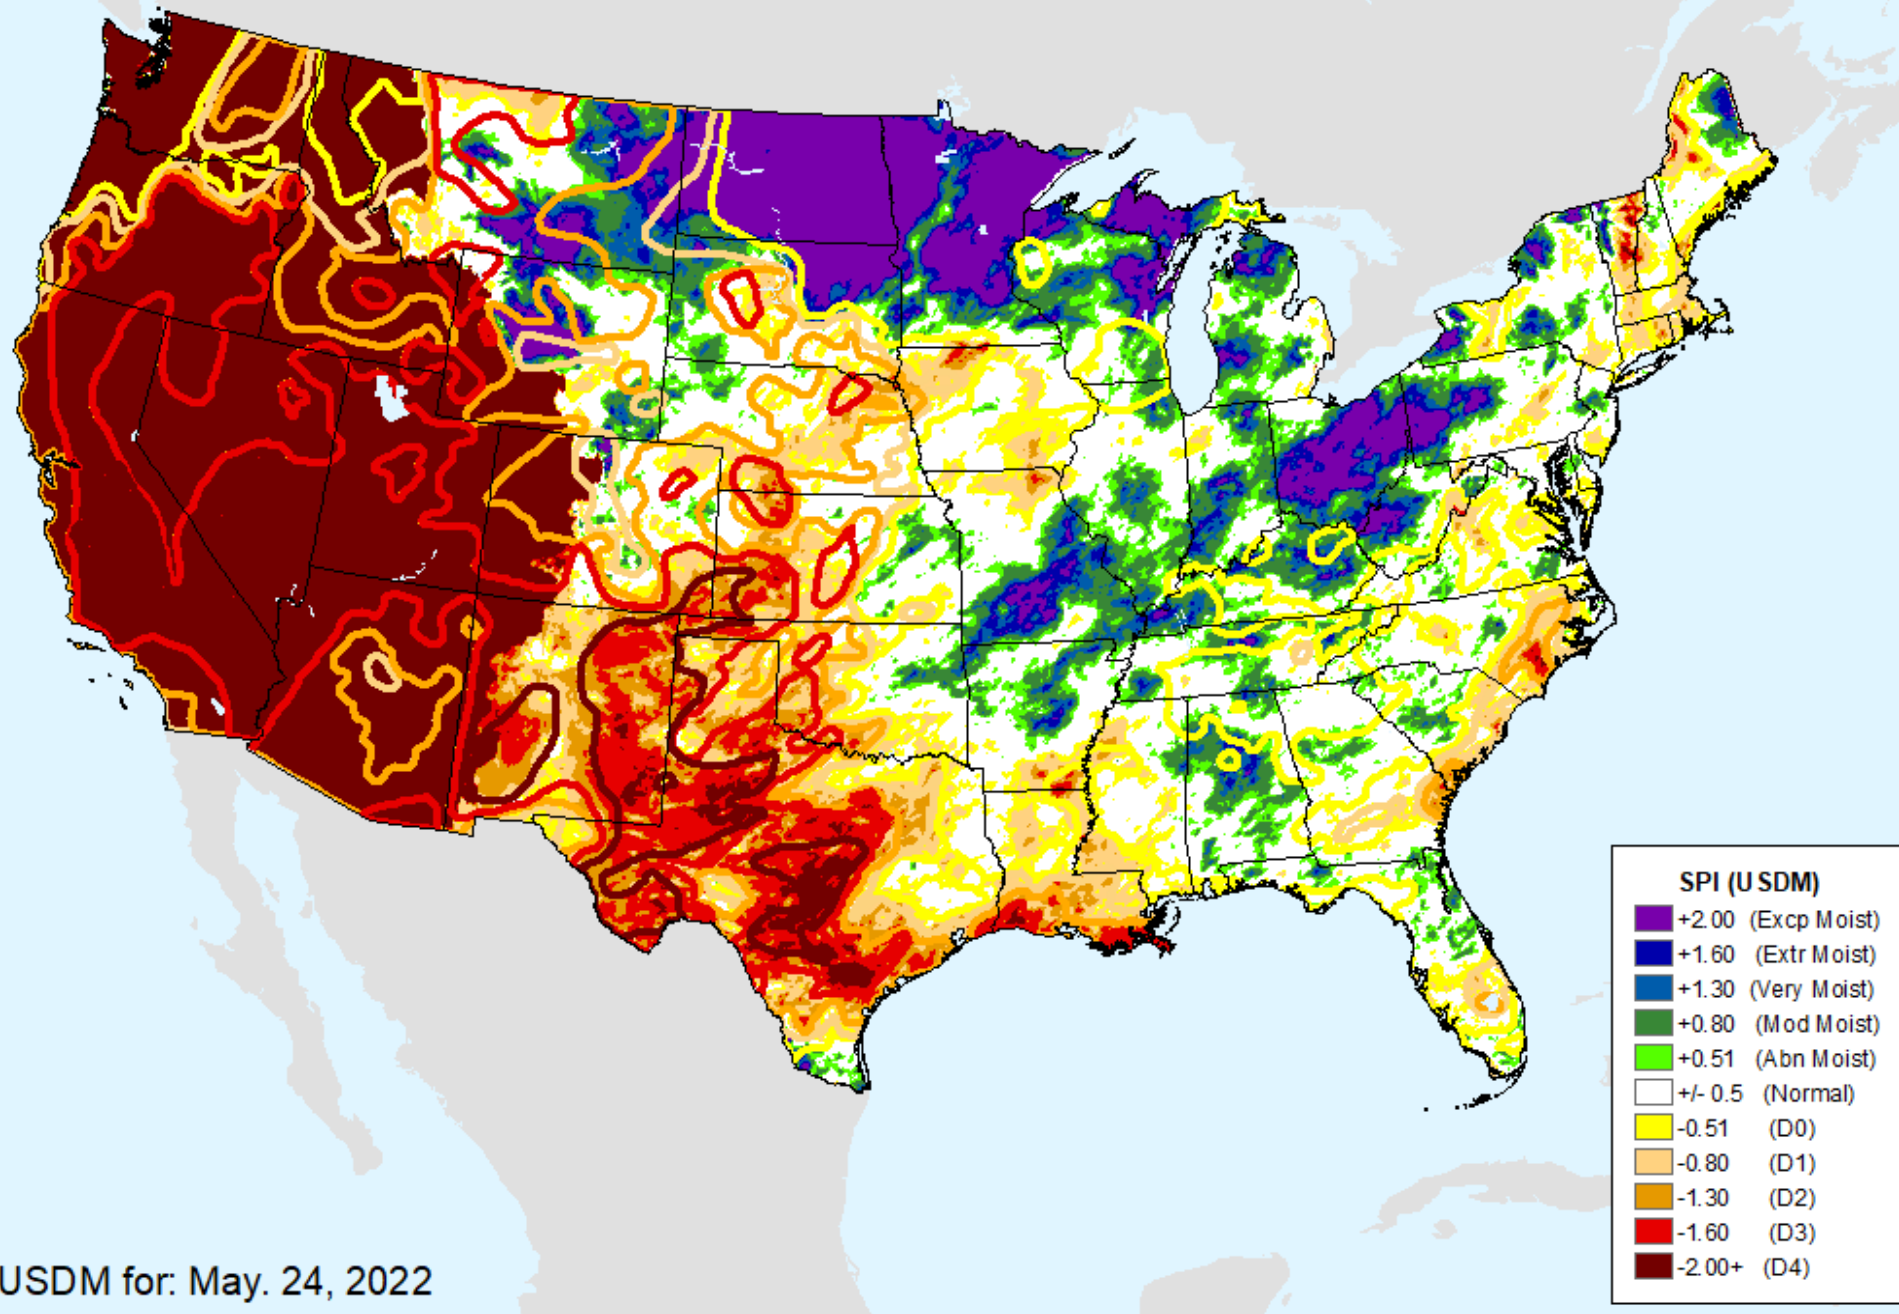 SPI (USDM)
+2.00 (Excp Moist)
+1.60 (Extr Moist)
+1.30 (Very Moist)
+0.80 (Mod Moist)
+0.51 (Abn Moist)
+/- 0.5 (Normal)
-0.51 (D0)
-0.80 (D1)
-1.30 (D2)
-1.60 (D3)
-2.00+ (D4)
USDM for: May. 24, 2022